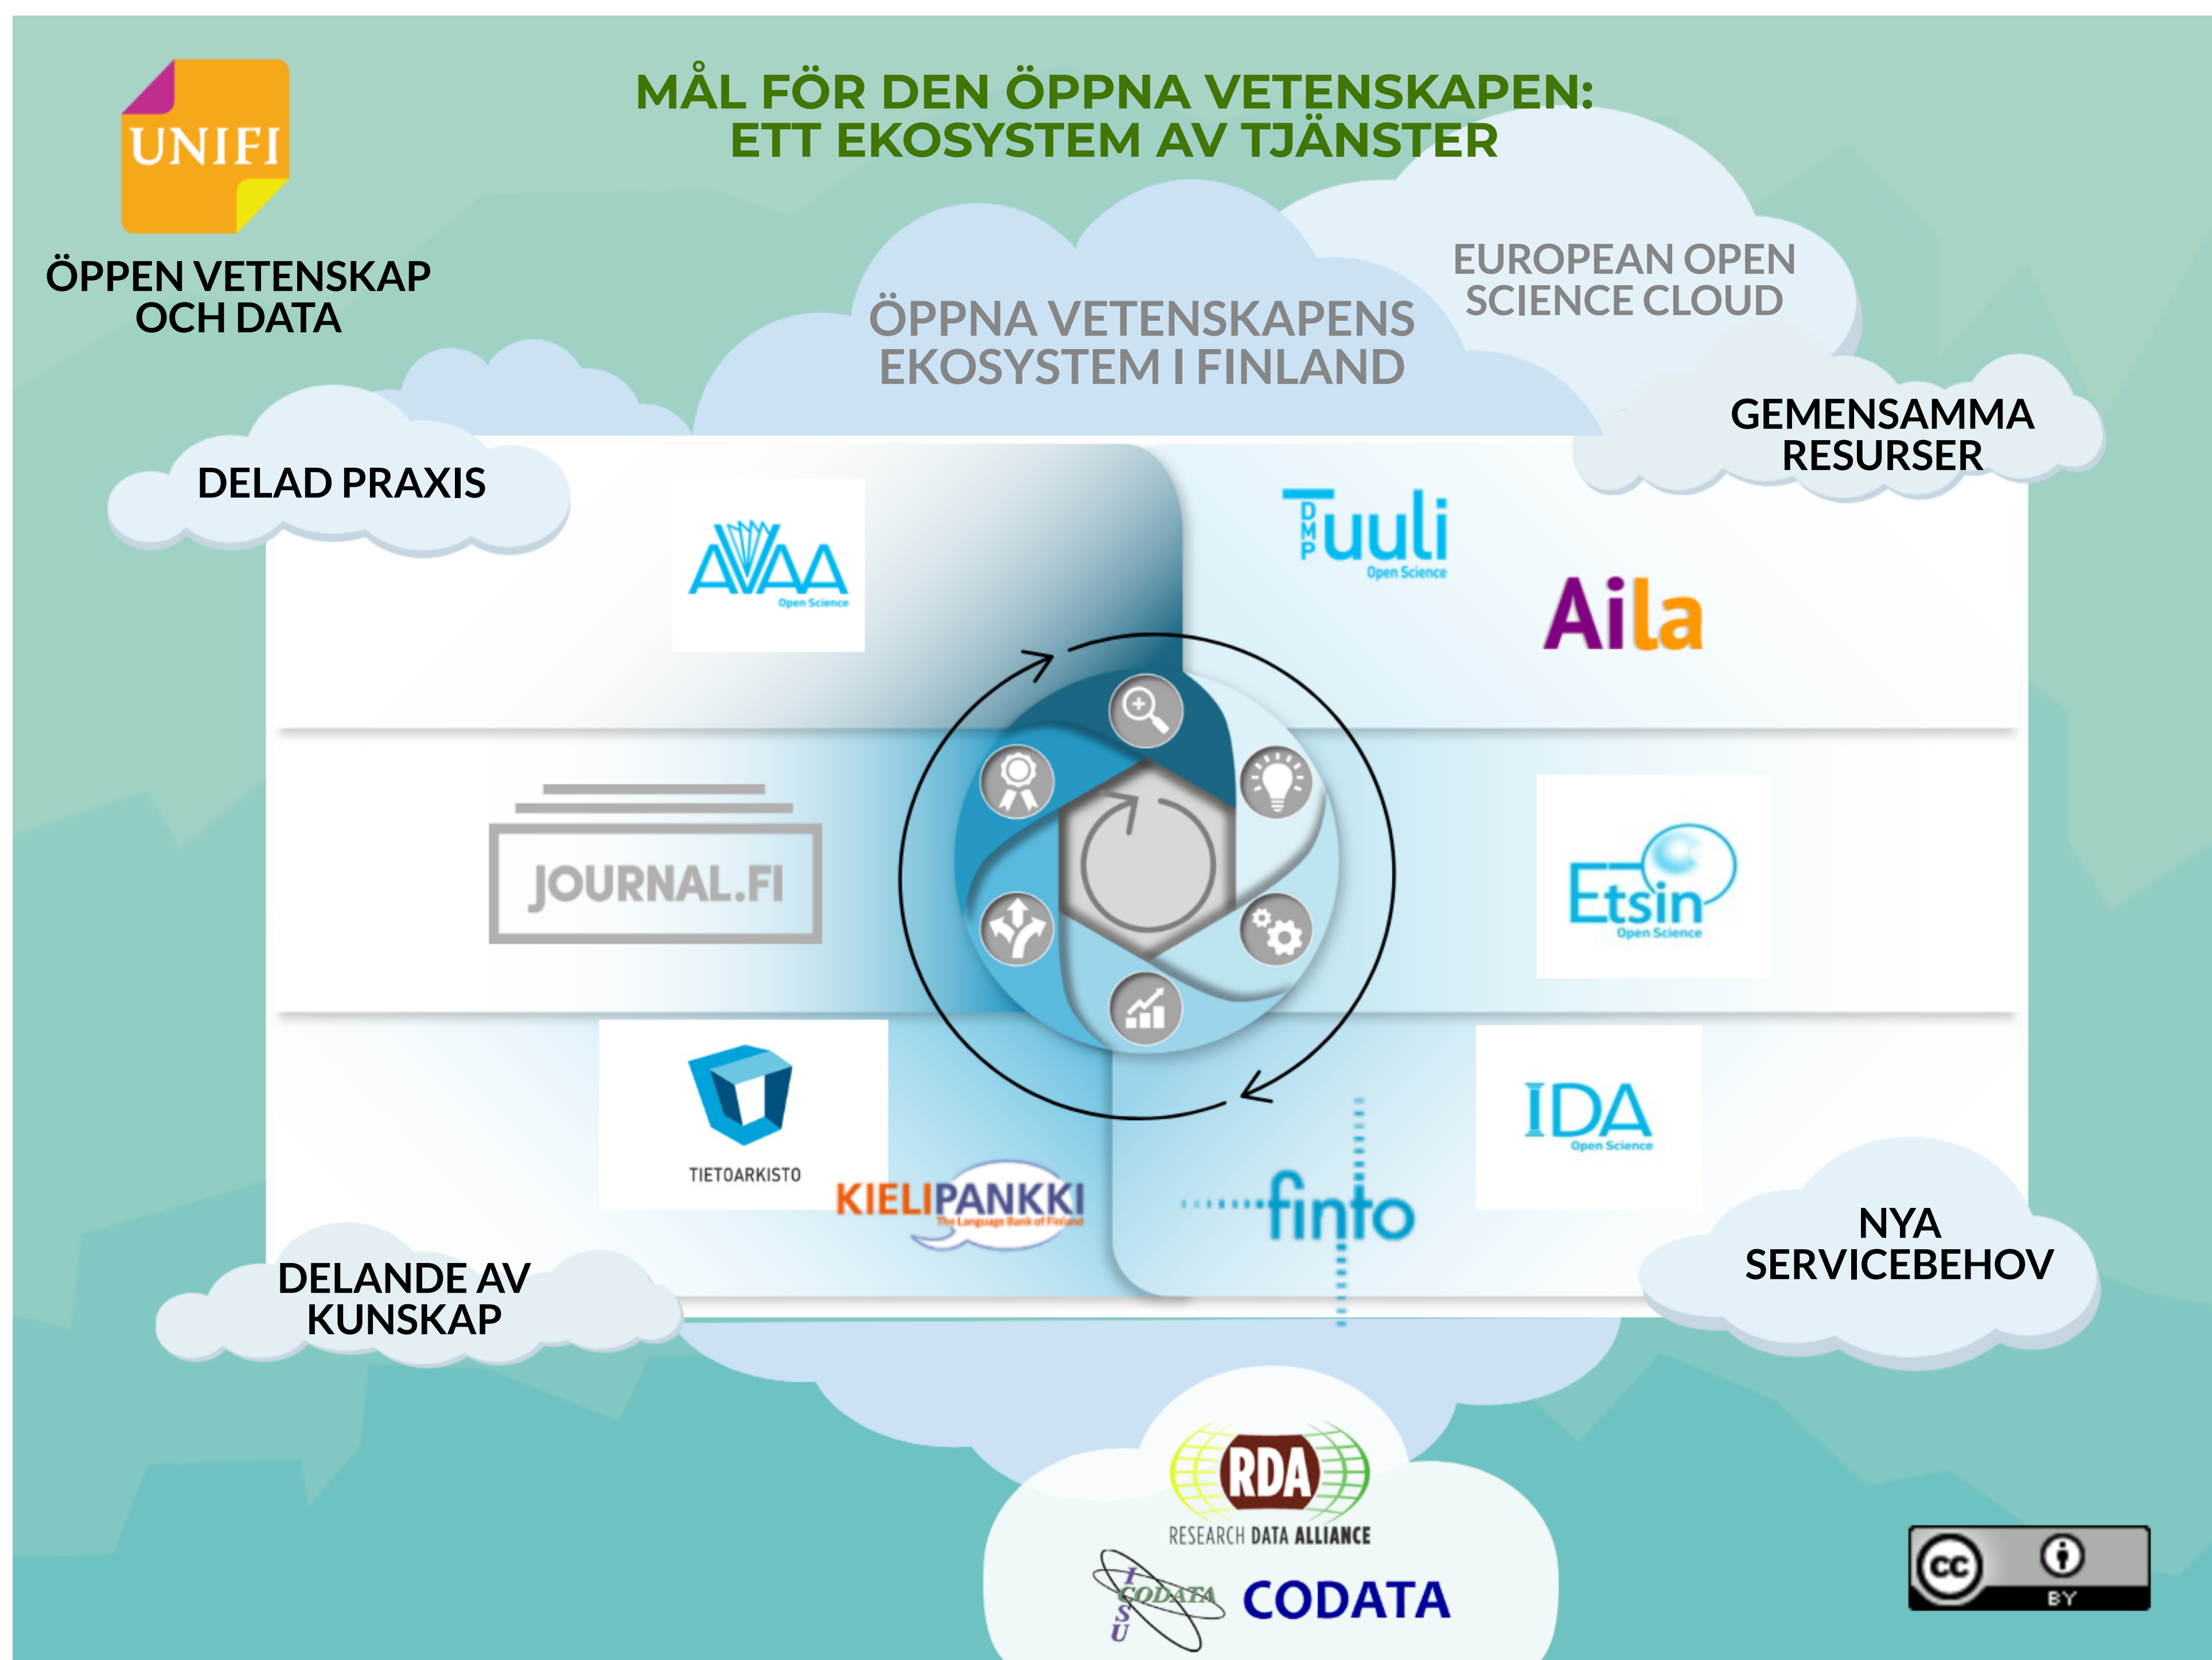 UNIFI
ÖPPEN VETENSKAP
OCH DATA
MÅL FÖR DEN ÖPPNA VETENSKAPEN:
ETT EKOSYSTEM AV TJÄNSTER
ÖPPNA VETENSKAPENS
EKOSYSTEM I FINLAND
EUROPEAN OPEN
SCIENCE CLOUD
DELAD PRAXIS
GEMENSAMMA
RESURSER
AVAA
Open Science
DMP
Tuuli
Open Science
Aila
JOURNAL.FI
Etsin
Open Science
TIETOARKISTO
KIELIPANKKI
The Language Bank of Finland
finto
IDA
Open Science
DELANDE AV
KUNSKAP
NYA
SERVICEBEHOV
RDA
RESEARCH DATA ALLIANCE
ICSU
CODATA
CODATA
CC
BY